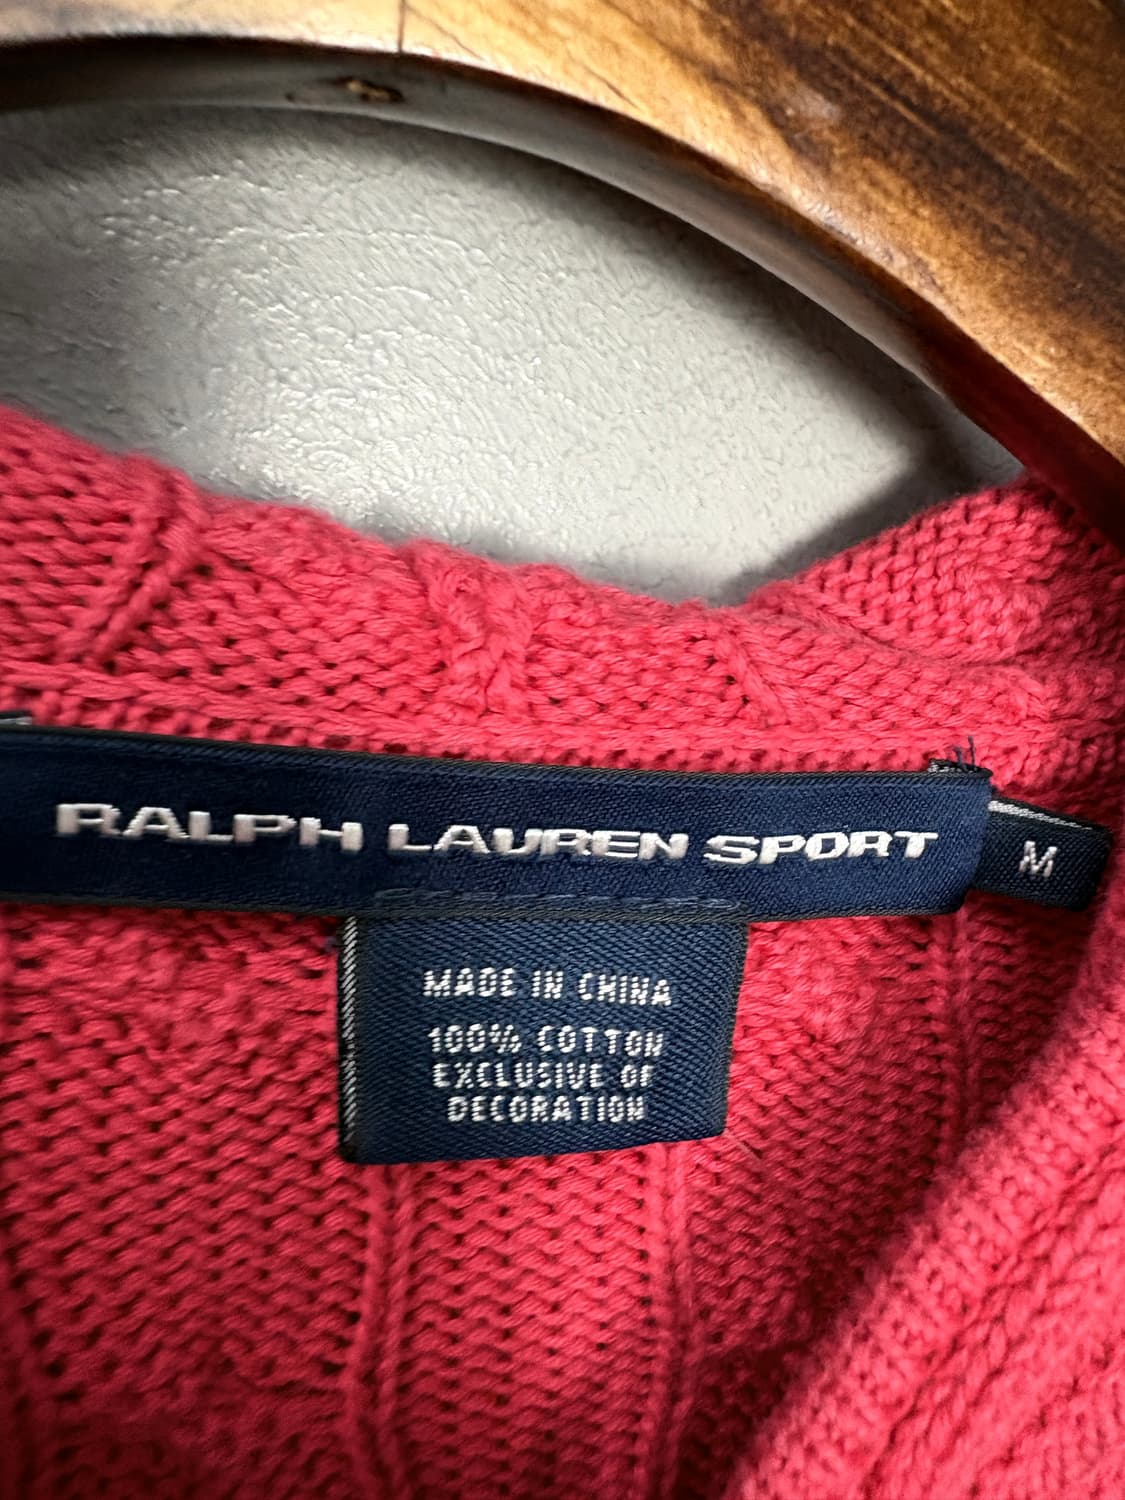 RALPH LAUREN SPORT
M
MADE IN CHINA
100% COTTON
EXCLUSIVE OF
DECORATION